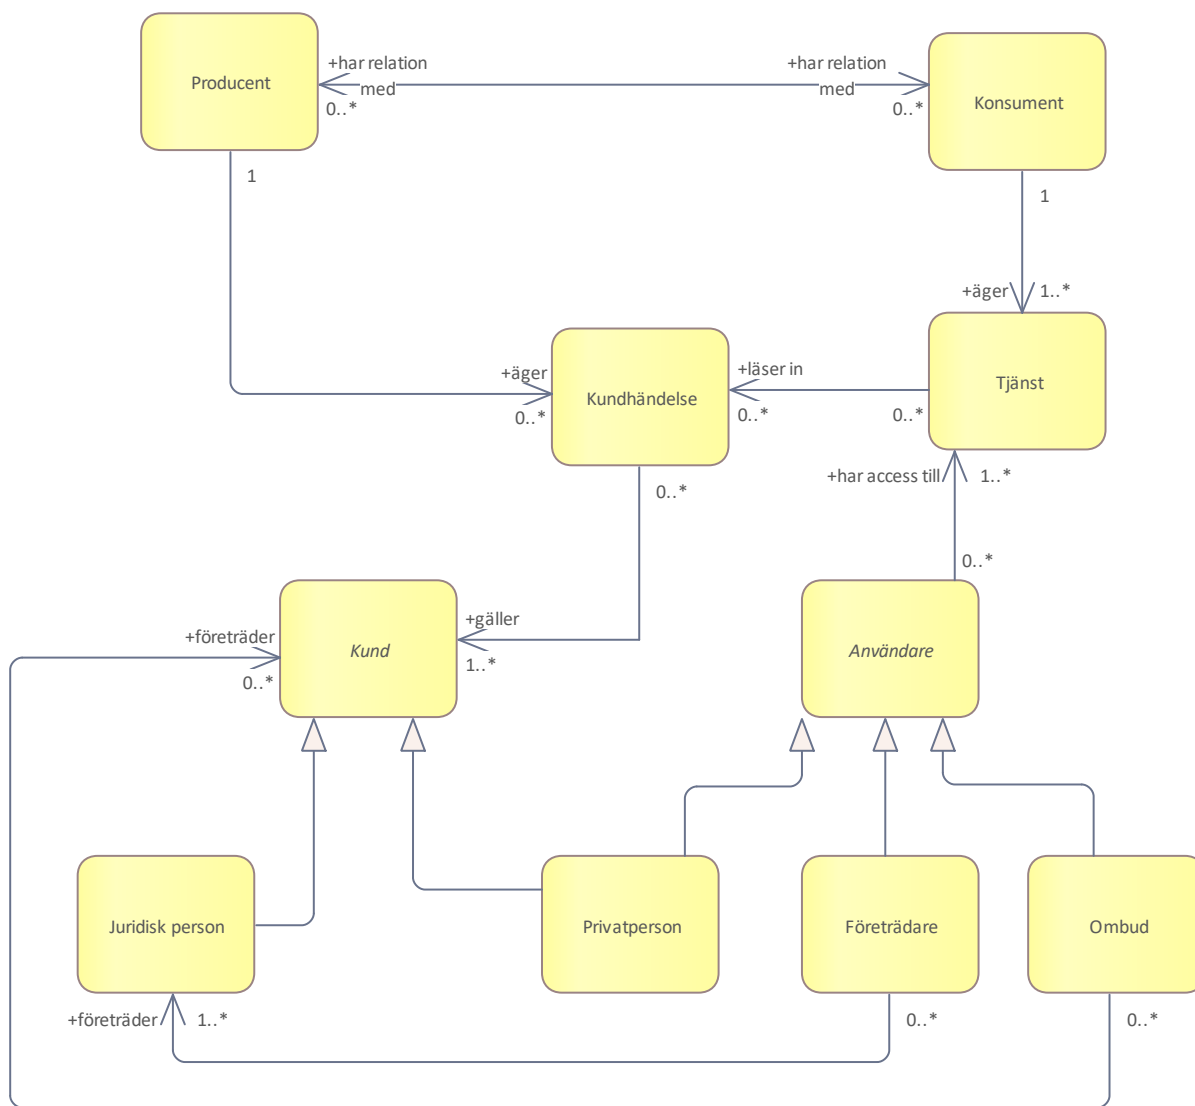 Producent
+har relation
med
0..*
+har relation
med
0..*
Konsument
1
1
+äger
1..*
+äger
0..*
Kundhändelse
+läser in
0..*
0..*
Tjänst
0..*
+har access till
1..*
0..*
+företräder
0..*
Kund
+gäller
1..*
Användare
Juridisk person
Privatperson
Företrädare
Ombud
+företräder
1..*
0..*
0..*